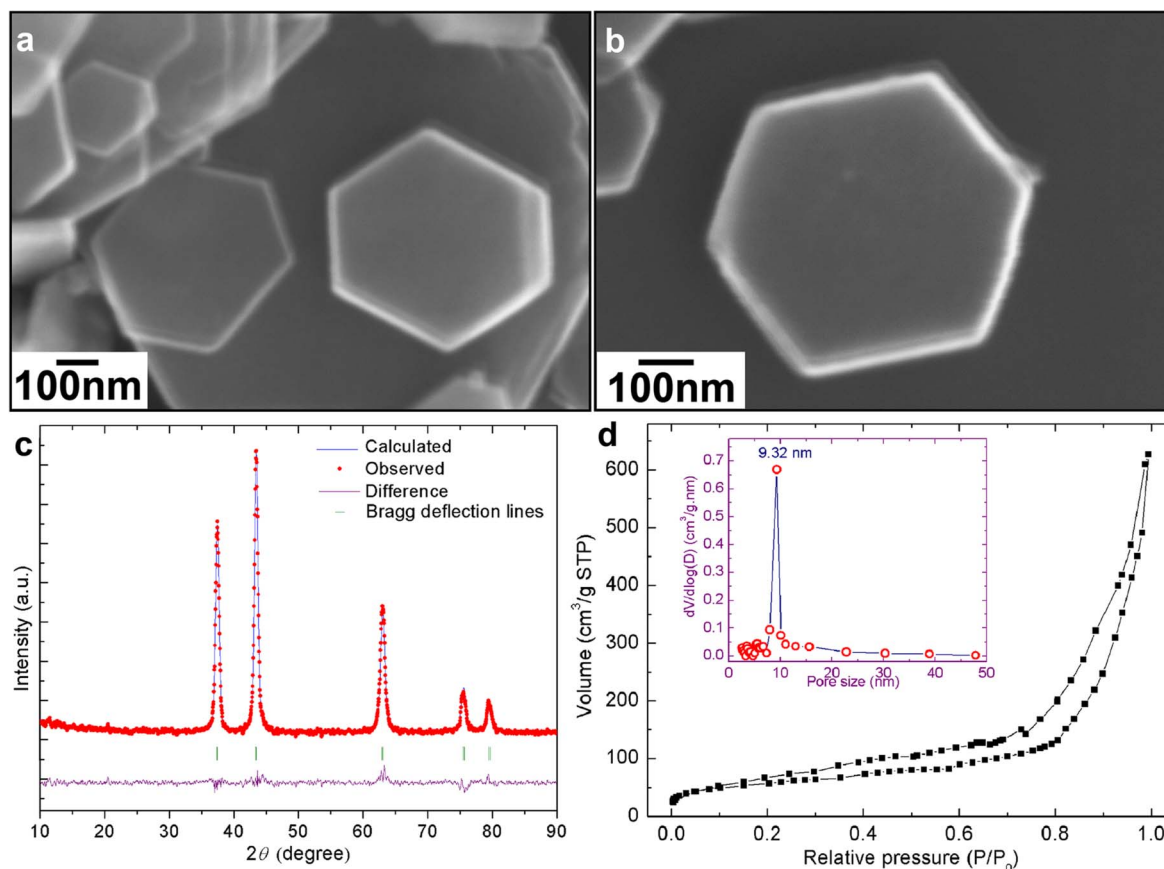 a
100nm
b
100nm
c
Calculated
Observed
Difference
Bragg deflection lines
Intensity (a.u.)
10 20 30 40 50 60 70 80 90
2θ (degree)
d
600
500
400
300
200
100
0
Volume (cm³/g STP)
0.0 0.2 0.4 0.6 0.8 1.0
Relative pressure (P/Pₒ)
9.32 nm
0.7
0.6
0.5
0.4
0.3
0.2
0.1
0.0
dV/dlog(D) (cm³/g.nm)
0 10 20 30 40 50
Pore size (nm)